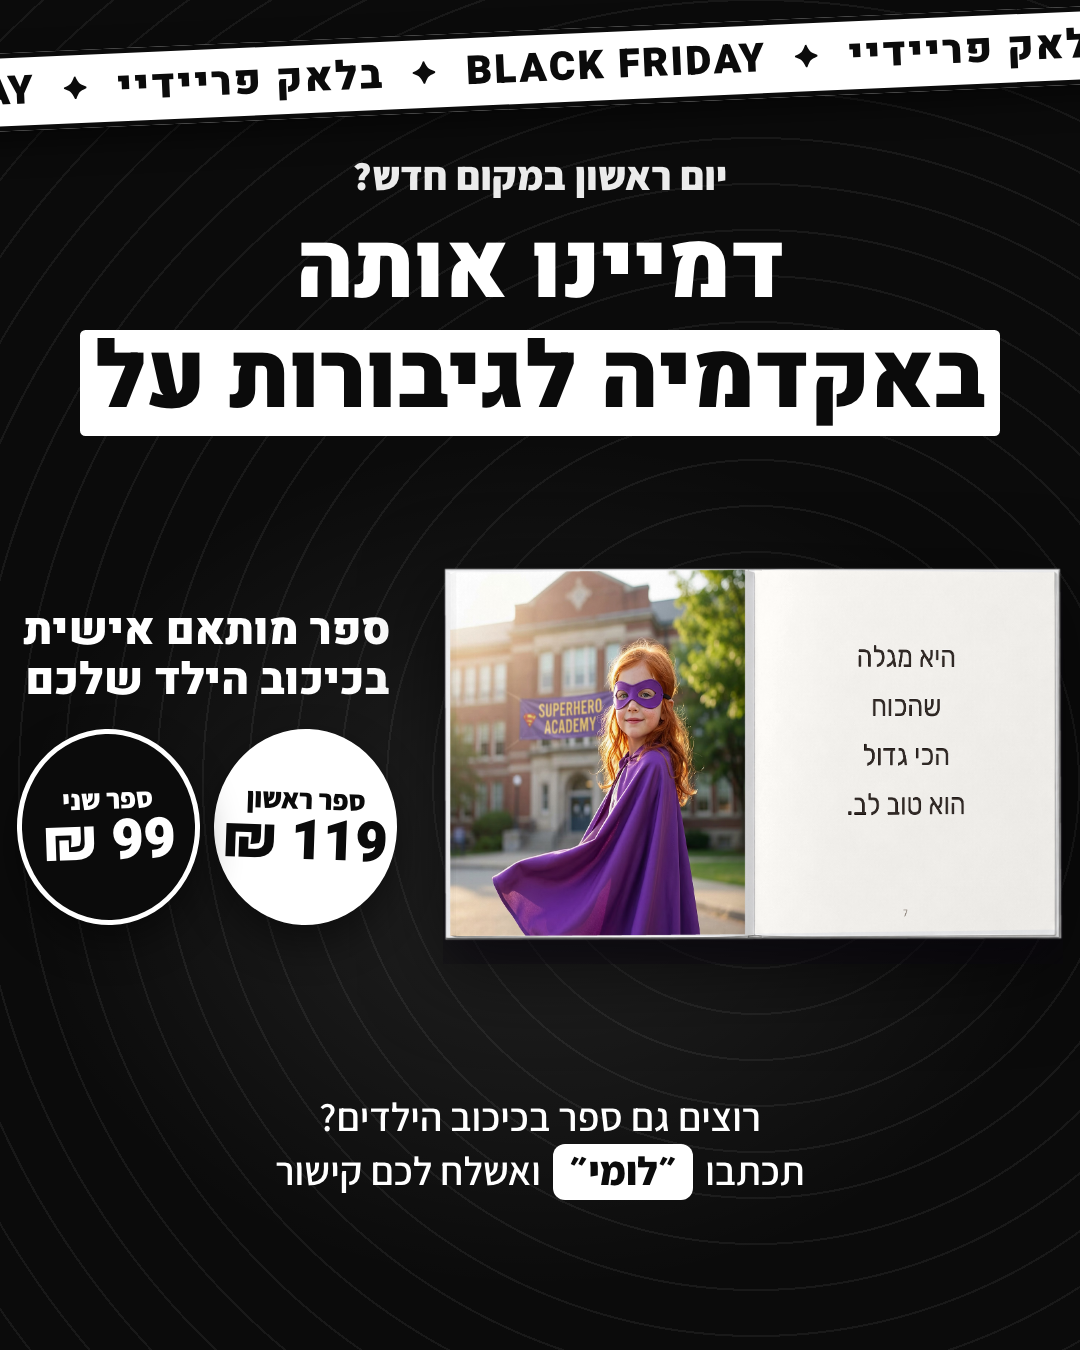 בלאק פריידיי ✦ BLACK FRIDAY ✦ בלאק פריידיי ✦
יום ראשון במקום חדש?
דמיינו אותה
באקדמיה לגיבורות על
ספר מותאם אישית
בכיכוב הילד שלכם
ספר ראשון
119 ₪
ספר שני
99 ₪
SUPERHERO
ACADEMY
היא מגלה
שהכוח
הכי גדול
הוא טוב לב.
7
רוצים גם ספר בכיכוב הילדים?
תכתבו ״לומי״ ואשלח לכם קישור